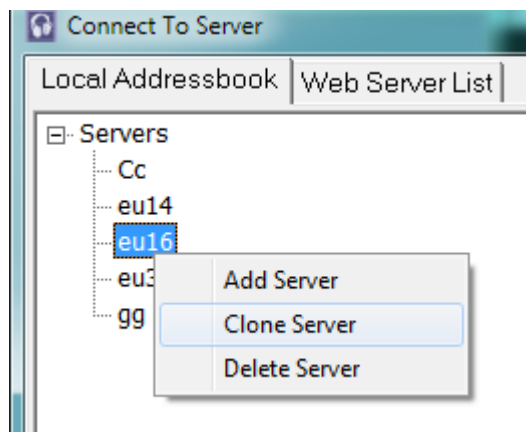 Connect To Server
Local Addressbook Web Server List
Servers
Cc
eu14
eu16
Add Server
gg Clone Server
Delete Server